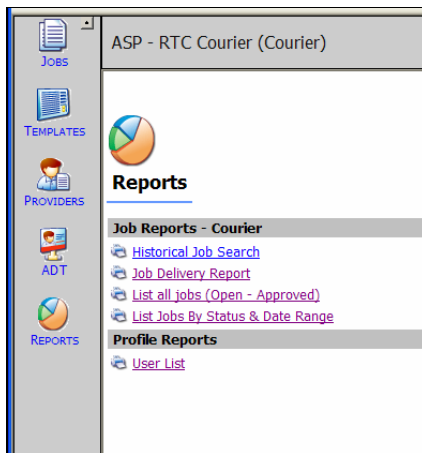 JOBS
TEMPLATES
PROVIDERS
ADT
REPORTS
ASP - RTC Courier (Courier)
Reports
Job Reports - Courier
Historical Job Search
Job Delivery Report
List all jobs (Open - Approved)
List Jobs By Status & Date Range
Profile Reports
User List